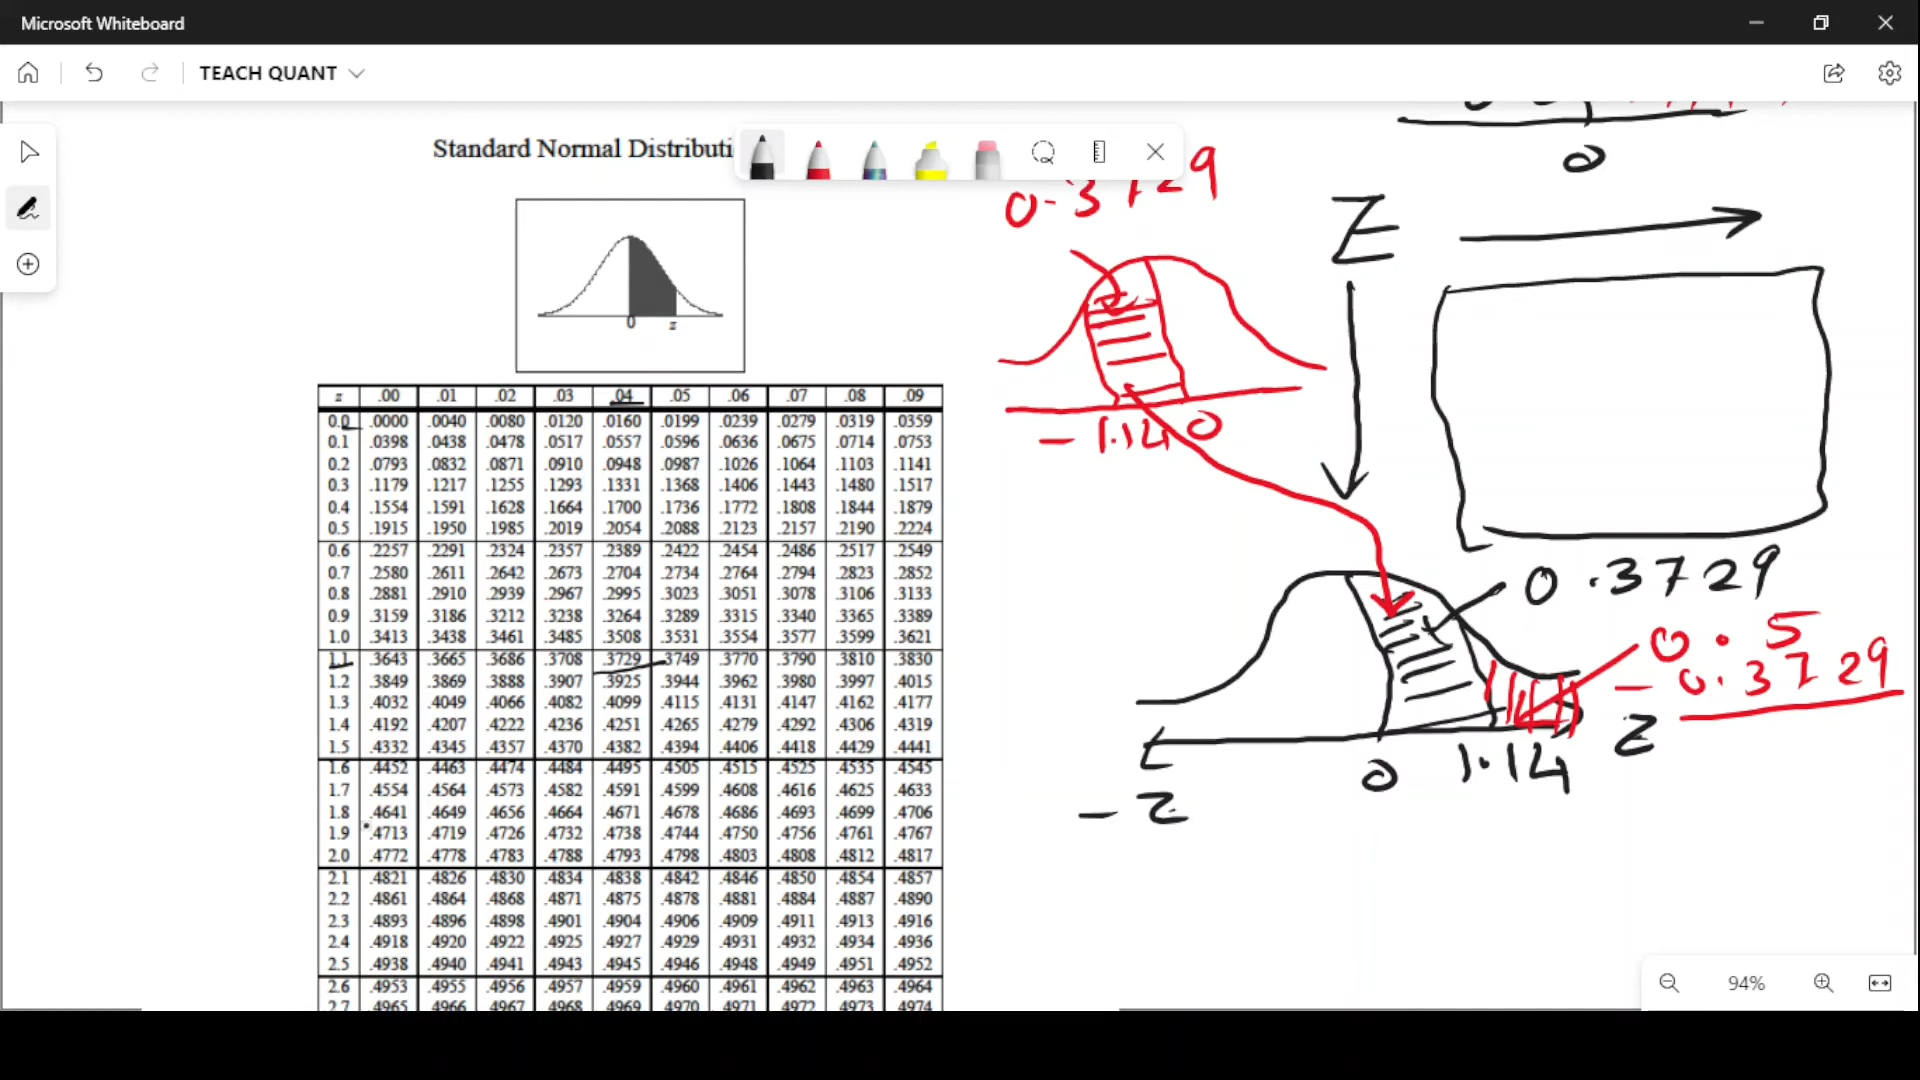 Microsoft Whiteboard
TEACH QUANT
Standard Normal Distributi
0 z
z .00 .01 .02 .03 .04 .05 .06 .07 .08 .09
0.0 .0000 .0040 .0080 .0120 .0160 .0199 .0239 .0279 .0319 .0359
0.1 .0398 .0438 .0478 .0517 .0557 .0596 .0636 .0675 .0714 .0753
0.2 .0793 .0832 .0871 .0910 .0948 .0987 .1026 .1064 .1103 .1141
0.3 .1179 .1217 .1255 .1293 .1331 .1368 .1406 .1443 .1480 .1517
0.4 .1554 .1591 .1628 .1664 .1700 .1736 .1772 .1808 .1844 .1879
0.5 .1915 .1950 .1985 .2019 .2054 .2088 .2123 .2157 .2190 .2224
0.6 .2257 .2291 .2324 .2357 .2389 .2422 .2454 .2486 .2517 .2549
0.7 .2580 .2611 .2642 .2673 .2704 .2734 .2764 .2794 .2823 .2852
0.8 .2881 .2910 .2939 .2967 .2995 .3023 .3051 .3078 .3106 .3133
0.9 .3159 .3186 .3212 .3238 .3264 .3289 .3315 .3340 .3365 .3389
1.0 .3413 .3438 .3461 .3485 .3508 .3531 .3554 .3577 .3599 .3621
1.1 .3643 .3665 .3686 .3708 .3729 .3749 .3770 .3790 .3810 .3830
1.2 .3849 .3869 .3888 .3907 .3925 .3944 .3962 .3980 .3997 .4015
1.3 .4032 .4049 .4066 .4082 .4099 .4115 .4131 .4147 .4162 .4177
1.4 .4192 .4207 .4222 .4236 .4251 .4265 .4279 .4292 .4306 .4319
1.5 .4332 .4345 .4357 .4370 .4382 .4394 .4406 .4418 .4429 .4441
1.6 .4452 .4463 .4474 .4484 .4495 .4505 .4515 .4525 .4535 .4545
1.7 .4554 .4564 .4573 .4582 .4591 .4599 .4608 .4616 .4625 .4633
1.8 .4641 .4649 .4656 .4664 .4671 .4678 .4686 .4693 .4699 .4706
1.9 .4713 .4719 .4726 .4732 .4738 .4744 .4750 .4756 .4761 .4767
2.0 .4772 .4778 .4783 .4788 .4793 .4798 .4803 .4808 .4812 .4817
2.1 .4821 .4826 .4830 .4834 .4838 .4842 .4846 .4850 .4854 .4857
2.2 .4861 .4864 .4868 .4871 .4875 .4878 .4881 .4884 .4887 .4890
2.3 .4893 .4896 .4898 .4901 .4904 .4906 .4909 .4911 .4913 .4916
2.4 .4918 .4920 .4922 .4925 .4927 .4929 .4931 .4932 .4934 .4936
2.5 .4938 .4940 .4941 .4943 .4945 .4946 .4948 .4949 .4951 .4952
2.6 .4953 .4955 .4956 .4957 .4959 .4960 .4961 .4962 .4963 .4964
2.7 .4965 .4966 .4967 .4968 .4969 .4970 .4971 .4972 .4973 .4974
0.3729
-1.14 0
0
Z
0.3729
0.5
- 0.3729
Z
0 1.14
-Z
94%